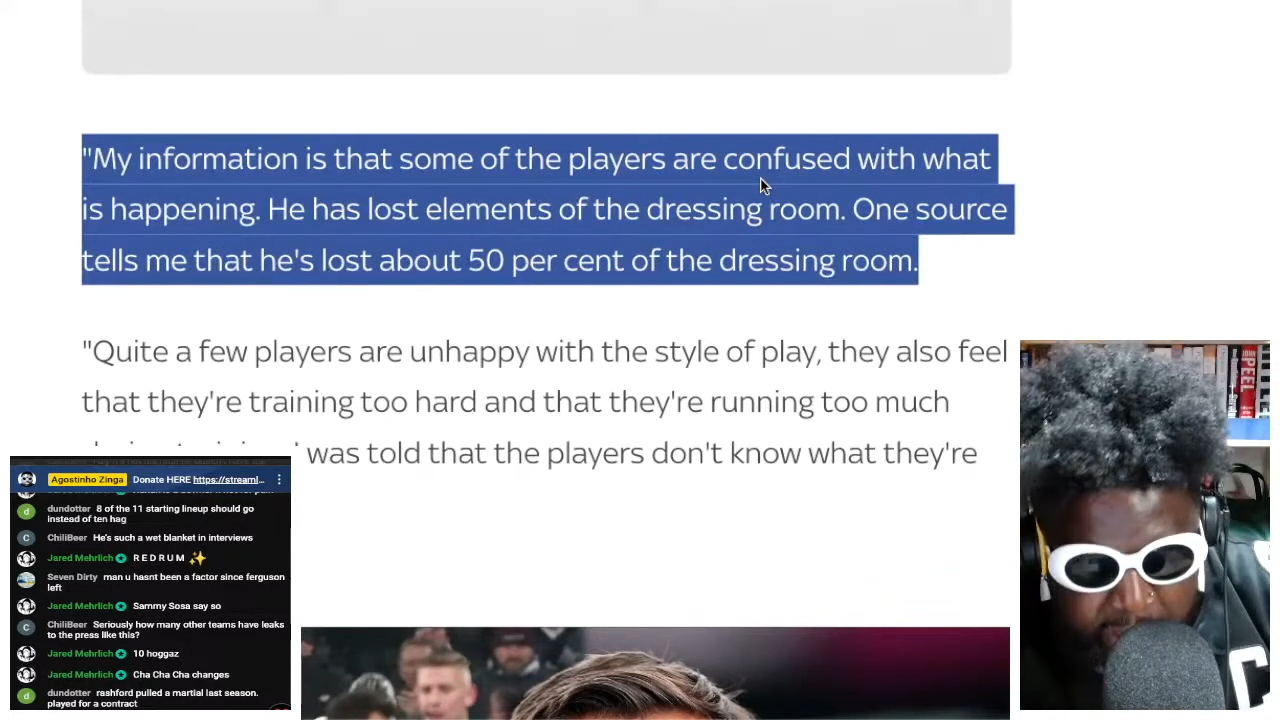 "My information is that some of the players are confused with what
is happening. He has lost elements of the dressing room. One source
tells me that he's lost about 50 per cent of the dressing room.
"Quite a few players are unhappy with the style of play, they also feel
that they're training too hard and that they're running too much
was told that the players don't know what they're
Agostinho Zinga Donate HERE https://streaml...
dundotter 8 of the 11 starting lineup should go
instead of ten hag
ChiliBeer He's such a wet blanket in interviews
Jared Mehrlich R E D R U M ✨
Seven Dirty man u hasnt been a factor since ferguson
left
Jared Mehrlich Sammy Sosa say so
ChiliBeer Seriously how many other teams have leaks
to the press like this?
Jared Mehrlich 10 hoggaz
Jared Mehrlich Cha Cha Cha changes
dundotter rashford pulled a martial last season.
played for a contract
PEEL